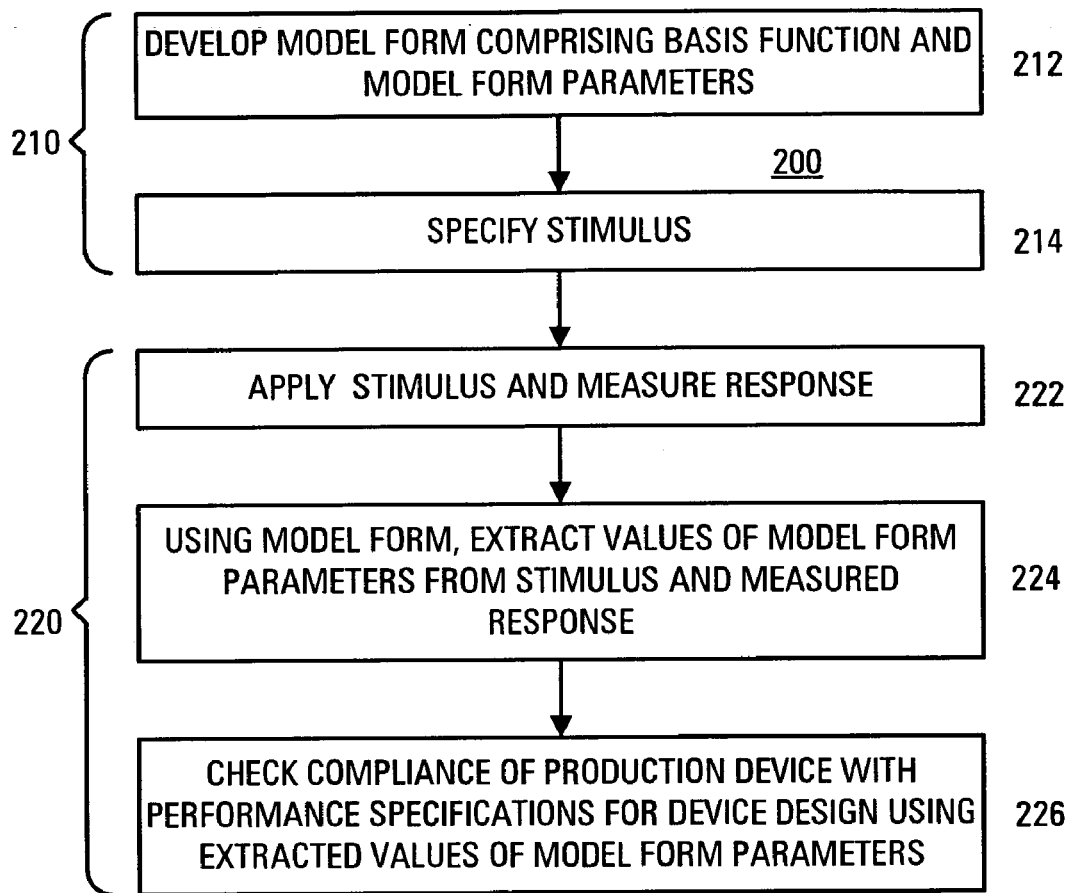 DEVELOP MODEL FORM COMPRISING BASIS FUNCTION AND
MODEL FORM PARAMETERS
212
210
200
SPECIFY STIMULUS
214
APPLY STIMULUS AND MEASURE RESPONSE
222
USING MODEL FORM, EXTRACT VALUES OF MODEL FORM
PARAMETERS FROM STIMULUS AND MEASURED
RESPONSE
224
220
CHECK COMPLIANCE OF PRODUCTION DEVICE WITH
PERFORMANCE SPECIFICATIONS FOR DEVICE DESIGN USING
EXTRACTED VALUES OF MODEL FORM PARAMETERS
226